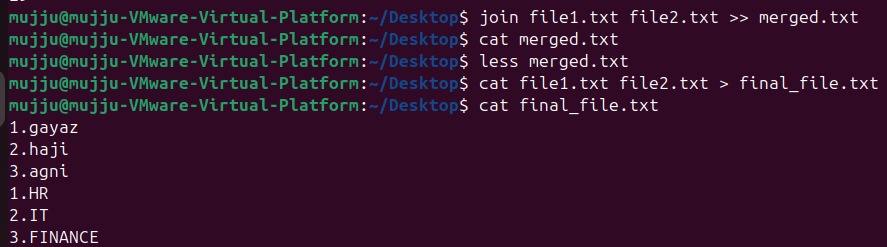 mujju@mujju-VMware-Virtual-Platform:~/Desktop$ join file1.txt file2.txt >> merged.txt
mujju@mujju-VMware-Virtual-Platform:~/Desktop$ cat merged.txt
mujju@mujju-VMware-Virtual-Platform:~/Desktop$ less merged.txt
mujju@mujju-VMware-Virtual-Platform:~/Desktop$ cat file1.txt file2.txt > final_file.txt
mujju@mujju-VMware-Virtual-Platform:~/Desktop$ cat final_file.txt
1.gayaz
2.haji
3.agni
1.HR
2.IT
3.FINANCE